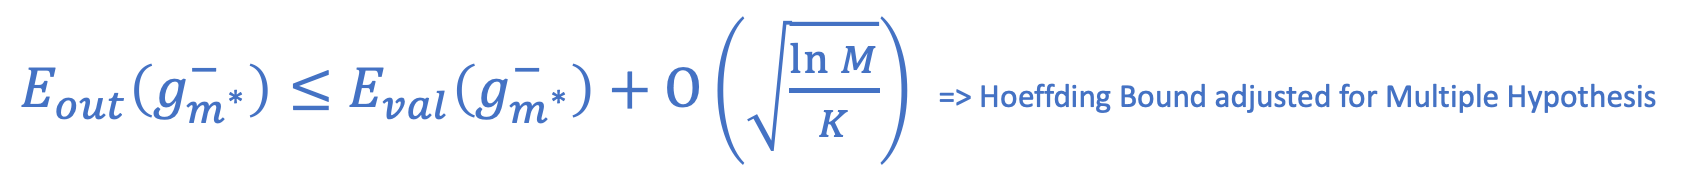 E_out(g⁻_m*) ≤ E_val(g⁻_m*) + O(√(ln M / K)) => Hoeffding Bound adjusted for Multiple Hypothesis